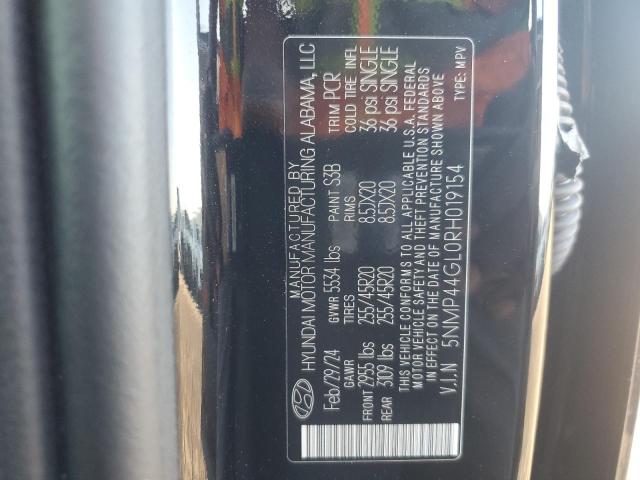 MANUFACTURED BY
HYUNDAI MOTOR MANUFACTURING ALABAMA, LLC
Feb/29/24 GVWR 5534 lbs PAINT S3B TRIM PCR
GAWR TIRES RIMS COLD TIRE INFL
FRONT 2955 lbs 255/45R20 8.5JX20 36 psi SINGLE
REAR 3109 lbs 255/45R20 8.5JX20 36 psi SINGLE
THIS VEHICLE CONFORMS TO ALL APPLICABLE U.S.A. FEDERAL
MOTOR VEHICLE SAFETY AND THEFT PREVENTION STANDARDS
IN EFFECT ON THE DATE OF MANUFACTURE SHOWN ABOVE
V.I.N 5NMP44GL0RH019154 TYPE: MPV